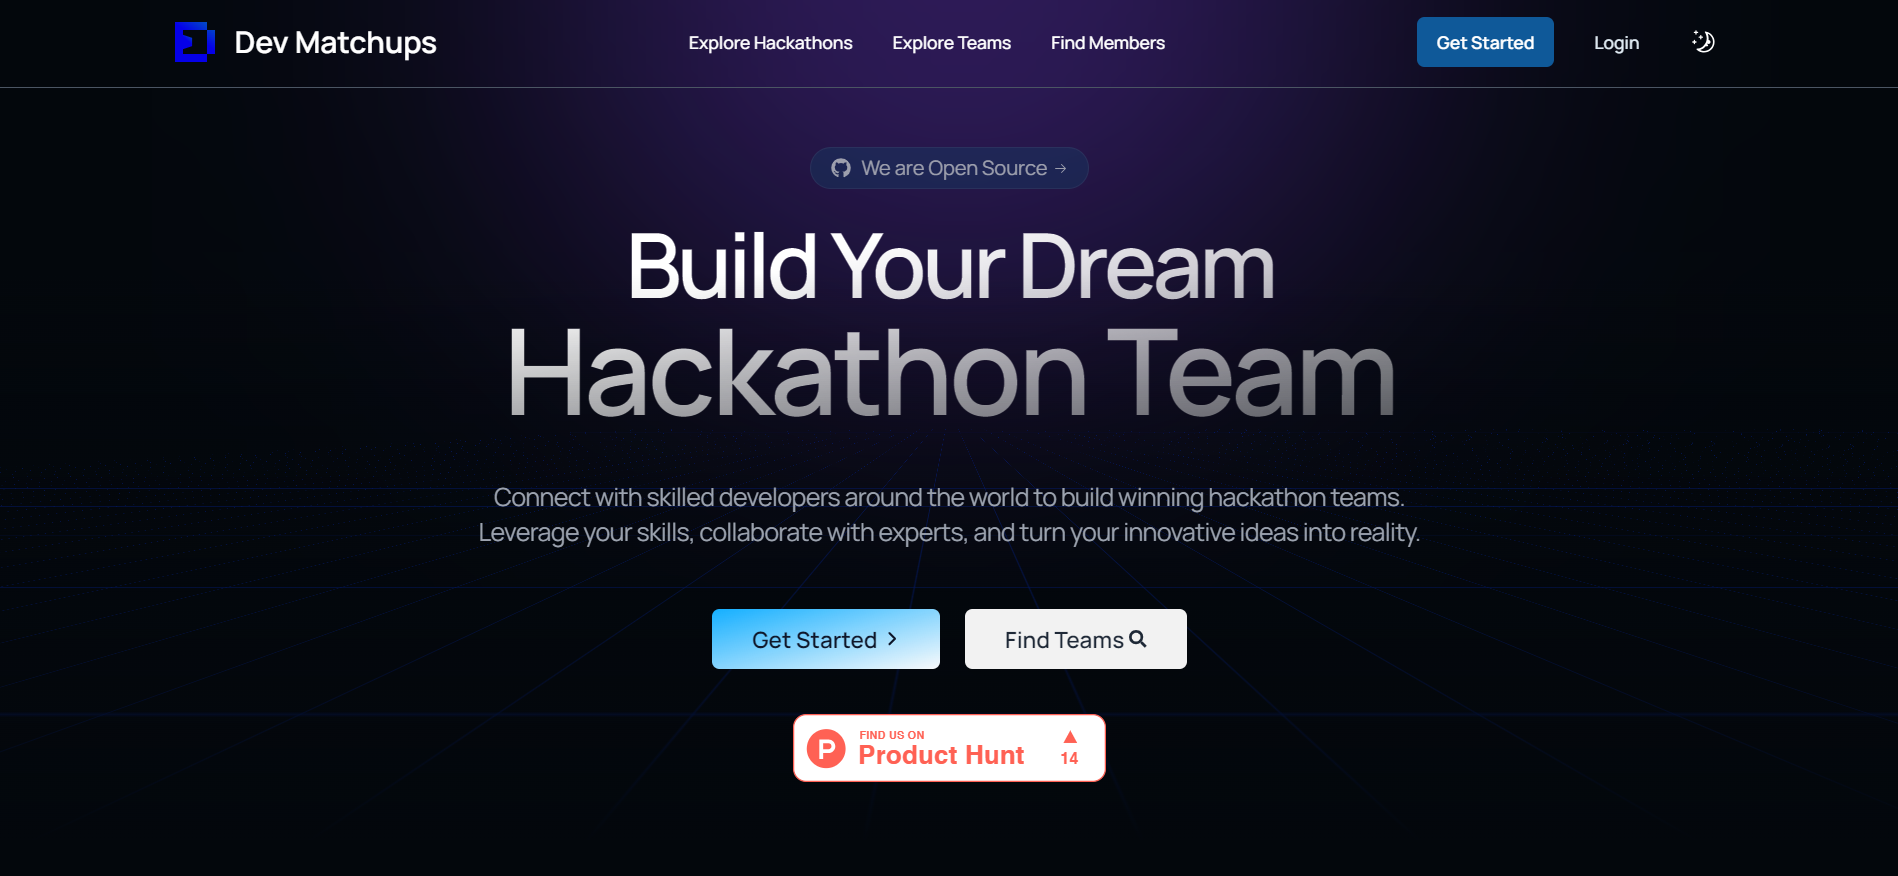 Dev Matchups
Explore Hackathons
Explore Teams
Find Members
Get Started
Login
We are Open Source →
Build Your Dream
Hackathon Team
Connect with skilled developers around the world to build winning hackathon teams.
Leverage your skills, collaborate with experts, and turn your innovative ideas into reality.
Get Started
Find Teams
P
FIND US ON
Product Hunt
▲
14